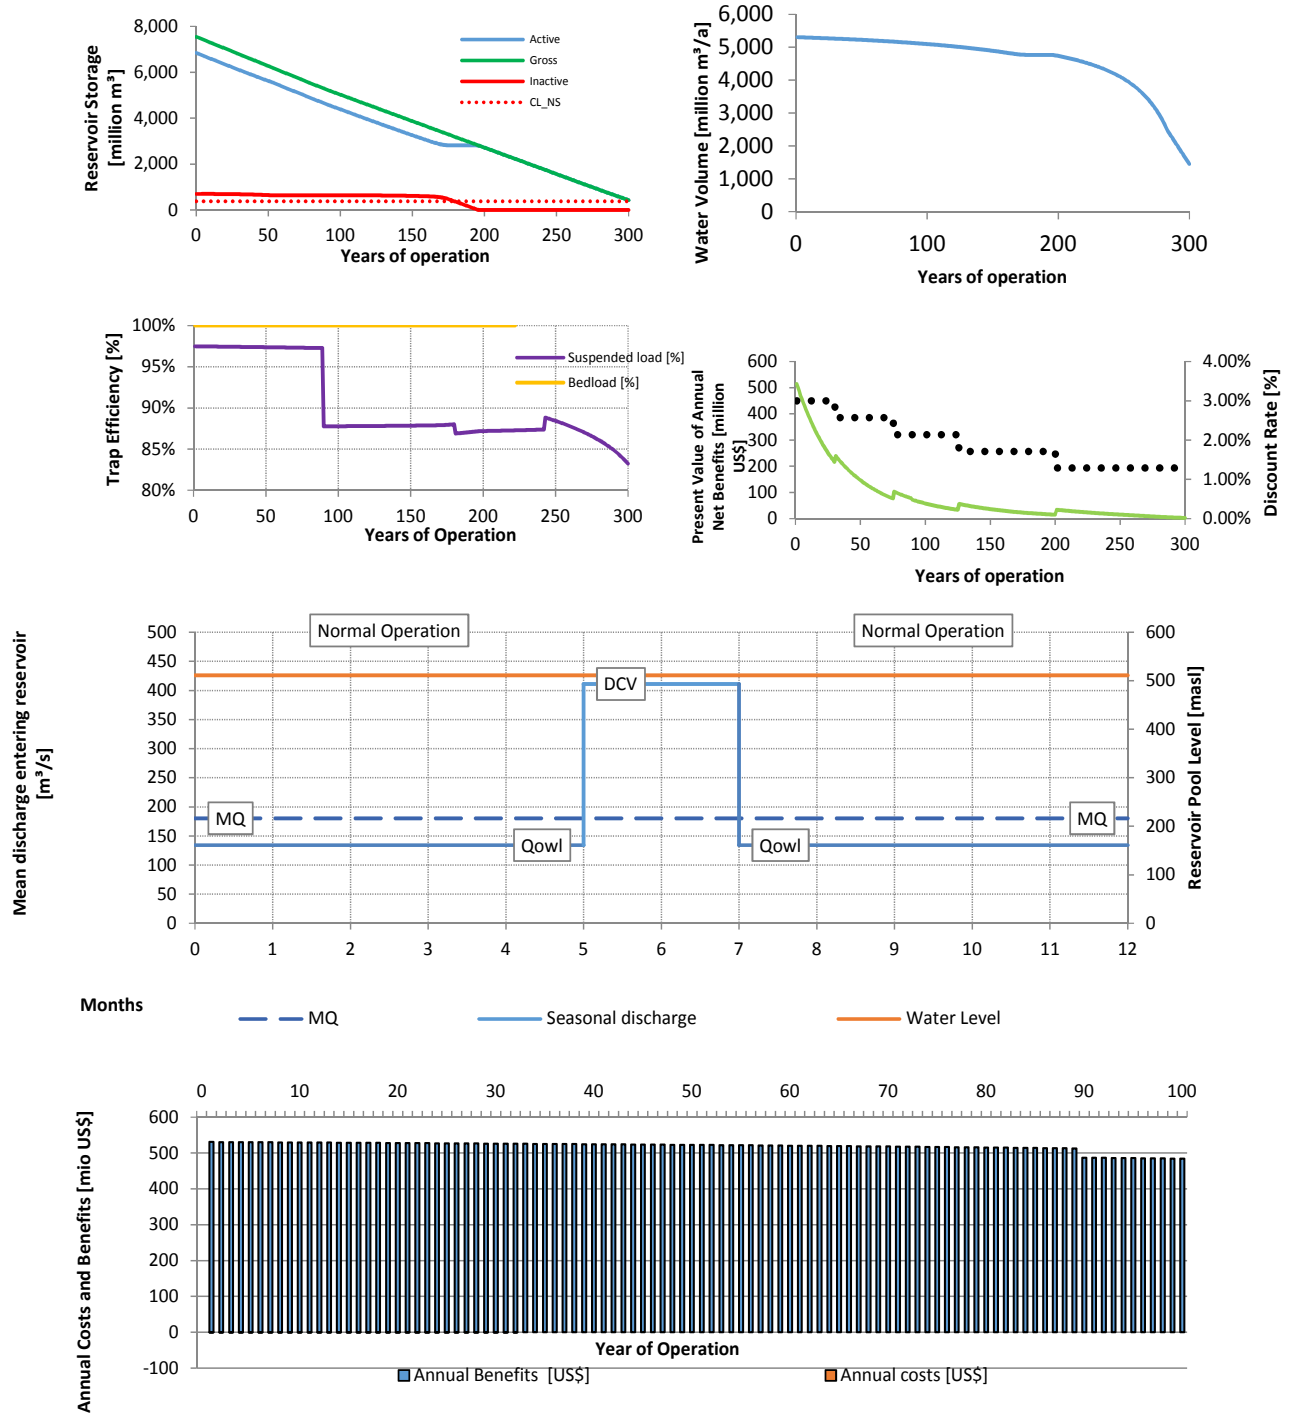 Reservoir Storage
[million m³]
8,000
6,000
4,000
2,000
0
Active
Gross
Inactive
CL_NS
0 50 100 150 200 250 300
Years of operation
Water Volume [million m³/a]
6,000
5,000
4,000
3,000
2,000
1,000
0
0 100 200 300
Years of operation
Trap Efficiency [%]
100%
95%
90%
85%
80%
Suspended load [%]
Bedload [%]
0 50 100 150 200 250 300
Years of Operation
Present Value of Annual
Net Benefits [million
US$]
600
500
400
300
200
100
0
4.00%
3.00%
2.00%
1.00%
0.00%
Discount Rate [%]
0 50 100 150 200 250 300
Years of operation
Mean discharge entering reservoir
[m³/s]
500
450
400
350
300
250
200
150
100
50
0
Normal Operation
Normal Operation
DCV
MQ
MQ
Qowl
Qowl
600
500
400
300
200
100
0
Reservoir Pool Level [masl]
0 1 2 3 4 5 6 7 8 9 10 11 12
Months
MQ
Seasonal discharge
Water Level
Annual Costs and Benefits [mio US$]
0 10 20 30 40 50 60 70 80 90 100
600
500
400
300
200
100
0
-100
Year of Operation
Annual Benefits [US$]
Annual costs [US$]